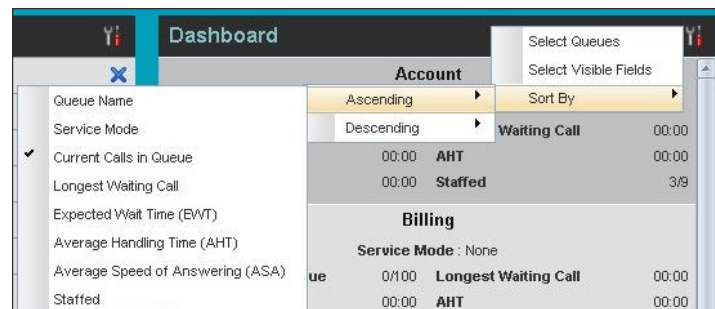 Dashboard
Select Queues
Select Visible Fields
Sort By
Ascending
Descending
Queue Name
Service Mode
Current Calls in Queue
Longest Waiting Call
Expected Wait Time (EWT)
Average Handling Time (AHT)
Average Speed of Answering (ASA)
Staffed
Account
Waiting Call 00:00
00:00 AHT 00:00
00:00 Staffed 3/9
Billing
Service Mode : None
ue 0/100 Longest Waiting Call 00:00
00:00 AHT 00:00